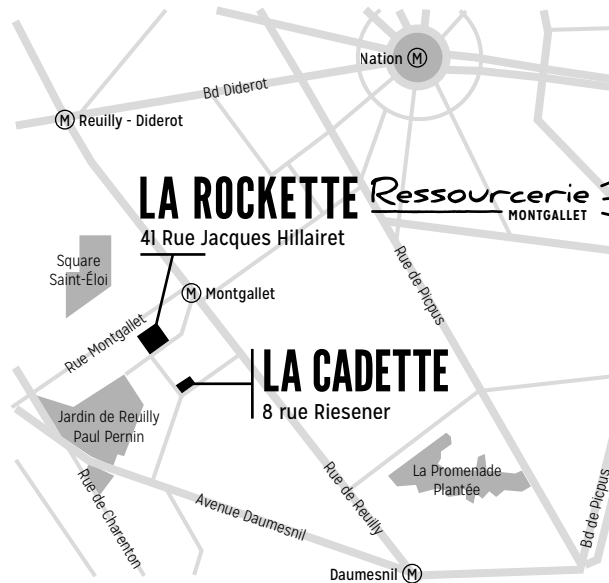 Nation M
Bd Diderot
M Reuilly - Diderot
LA ROCKETTE Ressourcerie
MONTGALLET
41 Rue Jacques Hillairet
Square
Saint-Éloi
Rue de Picpus
M Montgallet
Rue Montgallet
LA CADETTE
8 rue Riesener
Jardin de Reuilly
Paul Pernin
La Promenade
Plantée
Rue de Charenton
Avenue Daumesnil
Rue de Reuilly
Bd de Picpus
Daumesnil M